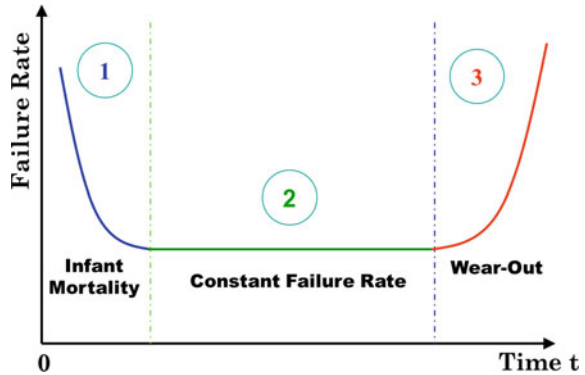 Failure Rate
1
2
3
Infant
Mortality
Constant Failure Rate
Wear-Out
0
Time t